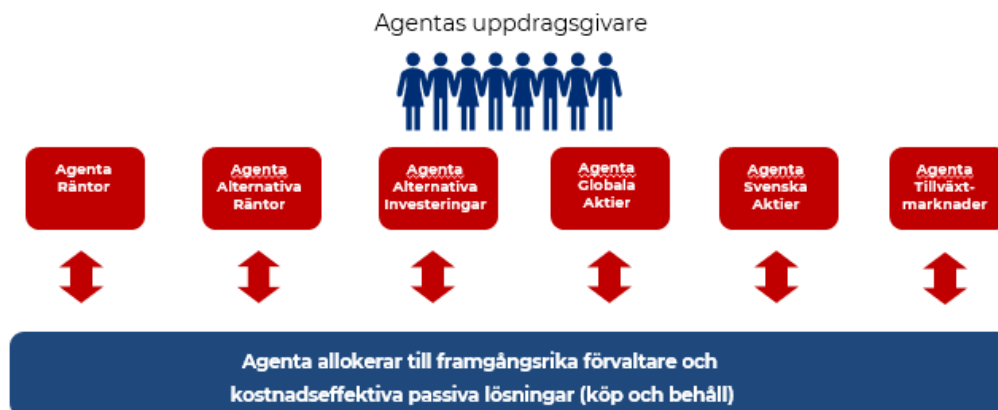 Agentas uppdragsgivare
Agenta
Räntor
Agenta
Alternativa
Räntor
Agenta
Alternativa
Investeringar
Agenta
Globala
Aktier
Agenta
Svenska
Aktier
Agenta
Tillväxt-
marknader
Agenta allokerar till framgångsrika förvaltare och
kostnadseffektiva passiva lösningar (köp och behåll)